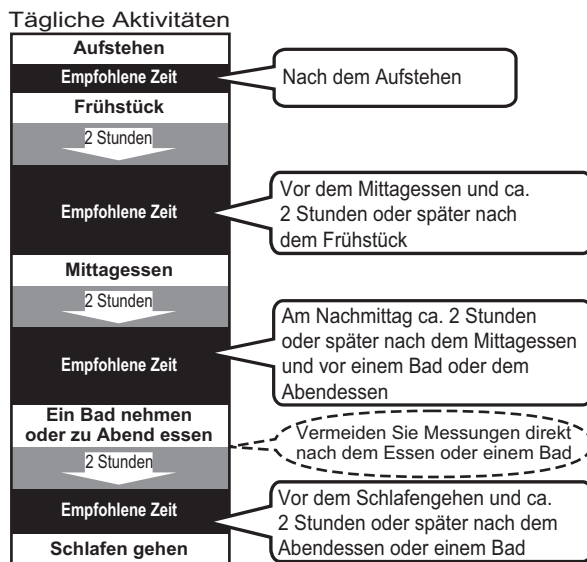 Tägliche Aktivitäten
Aufstehen
Empfohlene Zeit
Nach dem Aufstehen
Frühstück
2 Stunden
Empfohlene Zeit
Vor dem Mittagessen und ca.
2 Stunden oder später nach
dem Frühstück
Mittagessen
2 Stunden
Empfohlene Zeit
Am Nachmittag ca. 2 Stunden
oder später nach dem Mittagessen
und vor einem Bad oder dem
Abendessen
Ein Bad nehmen
oder zu Abend essen
Vermeiden Sie Messungen direkt
nach dem Essen oder einem Bad
2 Stunden
Empfohlene Zeit
Vor dem Schlafengehen und ca.
2 Stunden oder später nach dem
Abendessen oder einem Bad
Schlafen gehen